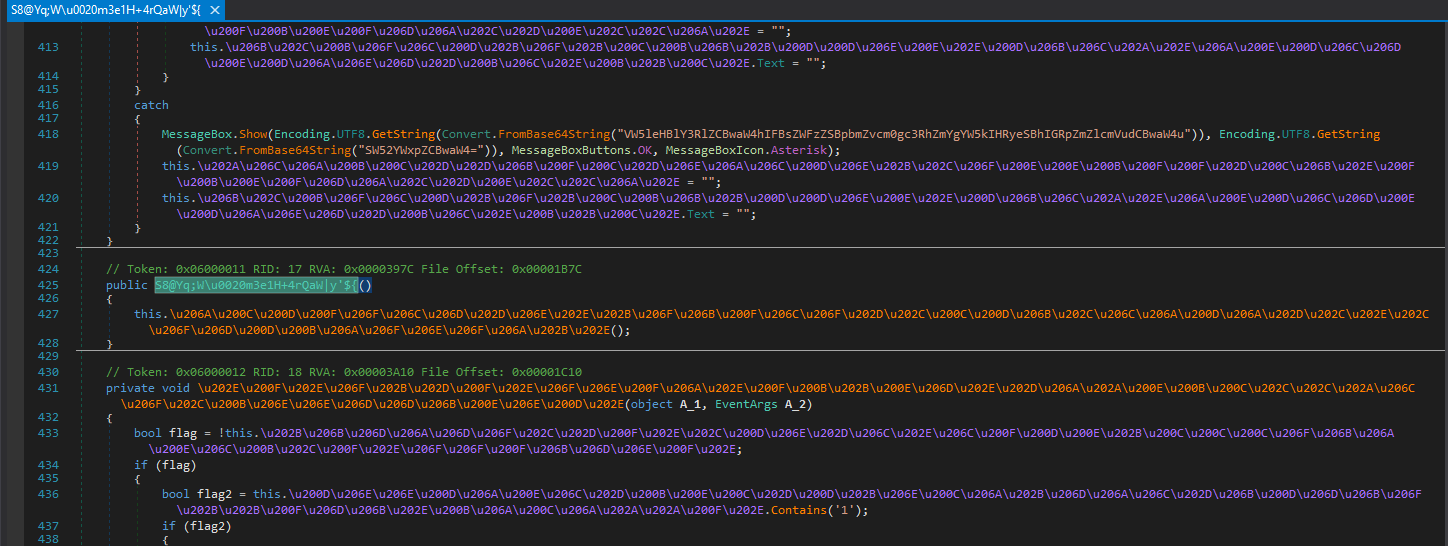 S8@Yq;W\u0020m3e1H+4rQaW|y'${ ✕
\u200F\u200B\u200E\u200F\u206D\u206A\u202C\u202D\u200E\u202C\u202C\u206A\u202E = "";
413 this.\u206B\u202C\u200B\u206F\u206C\u200D\u202B\u206F\u202B\u200C\u200B\u206B\u202B\u200D\u200D\u206E\u200E\u202E\u200D\u206B\u206C\u202A\u202E\u206A\u200E\u200D\u206C\u206D
\u200E\u200D\u206A\u206E\u206D\u202D\u200B\u206C\u202E\u200B\u202B\u200C\u202E.Text = "";
414 }
415 }
416 catch
417 {
418 MessageBox.Show(Encoding.UTF8.GetString(Convert.FromBase64String("VW5leHBlY3RlZCBwaW4hIFBsZWFzZSBpbmZvcm0gc3RhZmYgYW5kIHRyeSBhIGRpZmZlcmVudCBwaW4u")), Encoding.UTF8.GetString
(Convert.FromBase64String("SW52YWxpZCBwaW4=")), MessageBoxButtons.OK, MessageBoxIcon.Asterisk);
419 this.\u202A\u206C\u206A\u200B\u200C\u202D\u202D\u206B\u200F\u200C\u202D\u206E\u206A\u206C\u200D\u206E\u202B\u202C\u206F\u200E\u200E\u200B\u200F\u200F\u202D\u200C\u206B\u206B\u202E\u200F
\u200B\u200E\u200F\u206D\u206A\u202C\u202D\u200E\u202C\u202C\u206A\u202E = "";
420 this.\u206B\u202C\u200B\u206F\u206C\u200D\u202B\u206F\u202B\u200C\u200B\u206B\u202B\u200D\u200D\u206E\u200E\u202E\u200D\u206B\u206C\u202A\u202E\u206A\u200E\u200D\u206C\u206D\u200E
\u200D\u206A\u206E\u206D\u202D\u200B\u206C\u202E\u200B\u202B\u200C\u202E.Text = "";
421 }
422 }
423
424 // Token: 0x06000011 RID: 17 RVA: 0x0000397C File Offset: 0x00001B7C
425 public S8@Yq;W\u0020m3e1H+4rQaW|y'${()
426 {
427 this.\u206A\u200C\u200D\u200F\u206F\u206C\u206D\u202D\u206E\u202E\u202B\u206F\u206B\u200F\u206C\u206F\u202D\u202C\u200C\u200D\u206B\u202C\u206C\u206A\u200D\u200A\u202D\u202C\u202E\u202C
\u206F\u206D\u200D\u200B\u206A\u206F\u206E\u206F\u206A\u202B\u202E();
428 }
429
430 // Token: 0x06000012 RID: 18 RVA: 0x00003A10 File Offset: 0x00001C10
431 private void \u202E\u200F\u202E\u206F\u202B\u202D\u200F\u202E\u206F\u206E\u200F\u206A\u202E\u200F\u200B\u202B\u200E\u206D\u202E\u202D\u206A\u202A\u200E\u200B\u200C\u202C\u202C\u202A\u206C
\u206F\u202C\u200B\u206E\u206E\u206D\u206D\u206B\u200E\u206E\u200D\u202E(object A_1, EventArgs A_2)
432 {
433 bool flag = !this.\u202B\u206B\u206D\u206A\u206D\u206F\u202C\u202D\u200F\u202E\u202C\u200D\u206E\u202D\u206C\u202E\u206C\u200F\u200D\u200E\u202B\u200C\u200C\u200C\u206F\u206B\u206A
\u200E\u206C\u200B\u202C\u200F\u202E\u206F\u206F\u206F\u200F\u206B\u206D\u206E\u200F\u202E;
434 if (flag)
435 {
436 bool flag2 = this.\u200D\u206E\u206E\u200D\u206A\u200E\u206C\u202D\u200B\u200E\u200C\u202D\u200D\u202B\u206E\u200C\u206A\u202B\u206D\u206A\u206C\u202D\u206B\u200D\u206D\u206B\u206F
\u202B\u202B\u200F\u206D\u206B\u202E\u200B\u206A\u200C\u206A\u202A\u202A\u200F\u202E.Contains('1');
437 if (flag2)
438 {